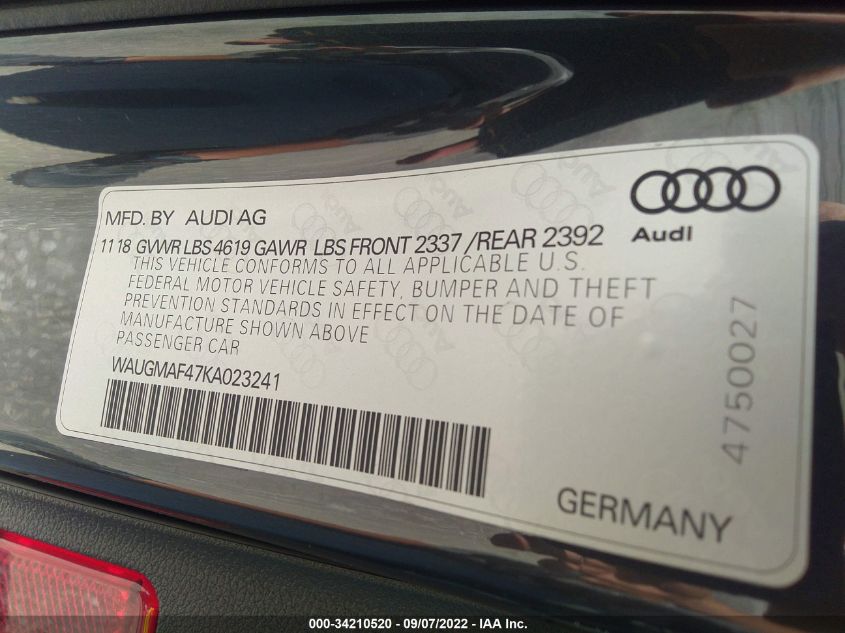 MFD. BY AUDI AG
11 18 GVWR LBS 4619 GAWR LBS FRONT 2337 /REAR 2392
THIS VEHICLE CONFORMS TO ALL APPLICABLE U.S.
FEDERAL MOTOR VEHICLE SAFETY, BUMPER AND THEFT
PREVENTION STANDARDS IN EFFECT ON THE DATE OF
MANUFACTURE SHOWN ABOVE
PASSENGER CAR
WAUGMAF47KA023241
Audi
4750027
GERMANY
000-34210520 - 09/07/2022 - IAA Inc.